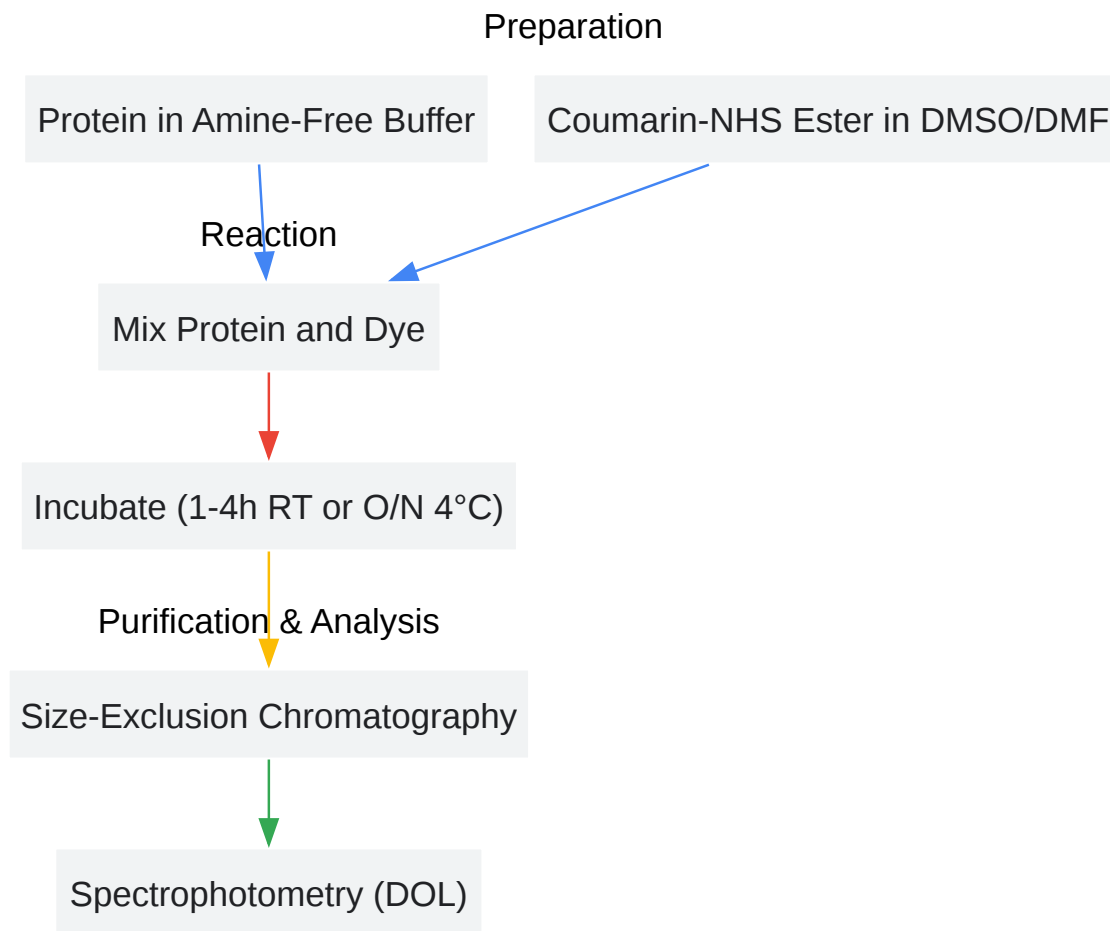 Preparation
Protein in Amine-Free Buffer
Coumarin-NHS Ester in DMSO/DMF
Reaction
Mix Protein and Dye
Incubate (1-4h RT or O/N 4°C)
Purification & Analysis
Size-Exclusion Chromatography
Spectrophotometry (DOL)